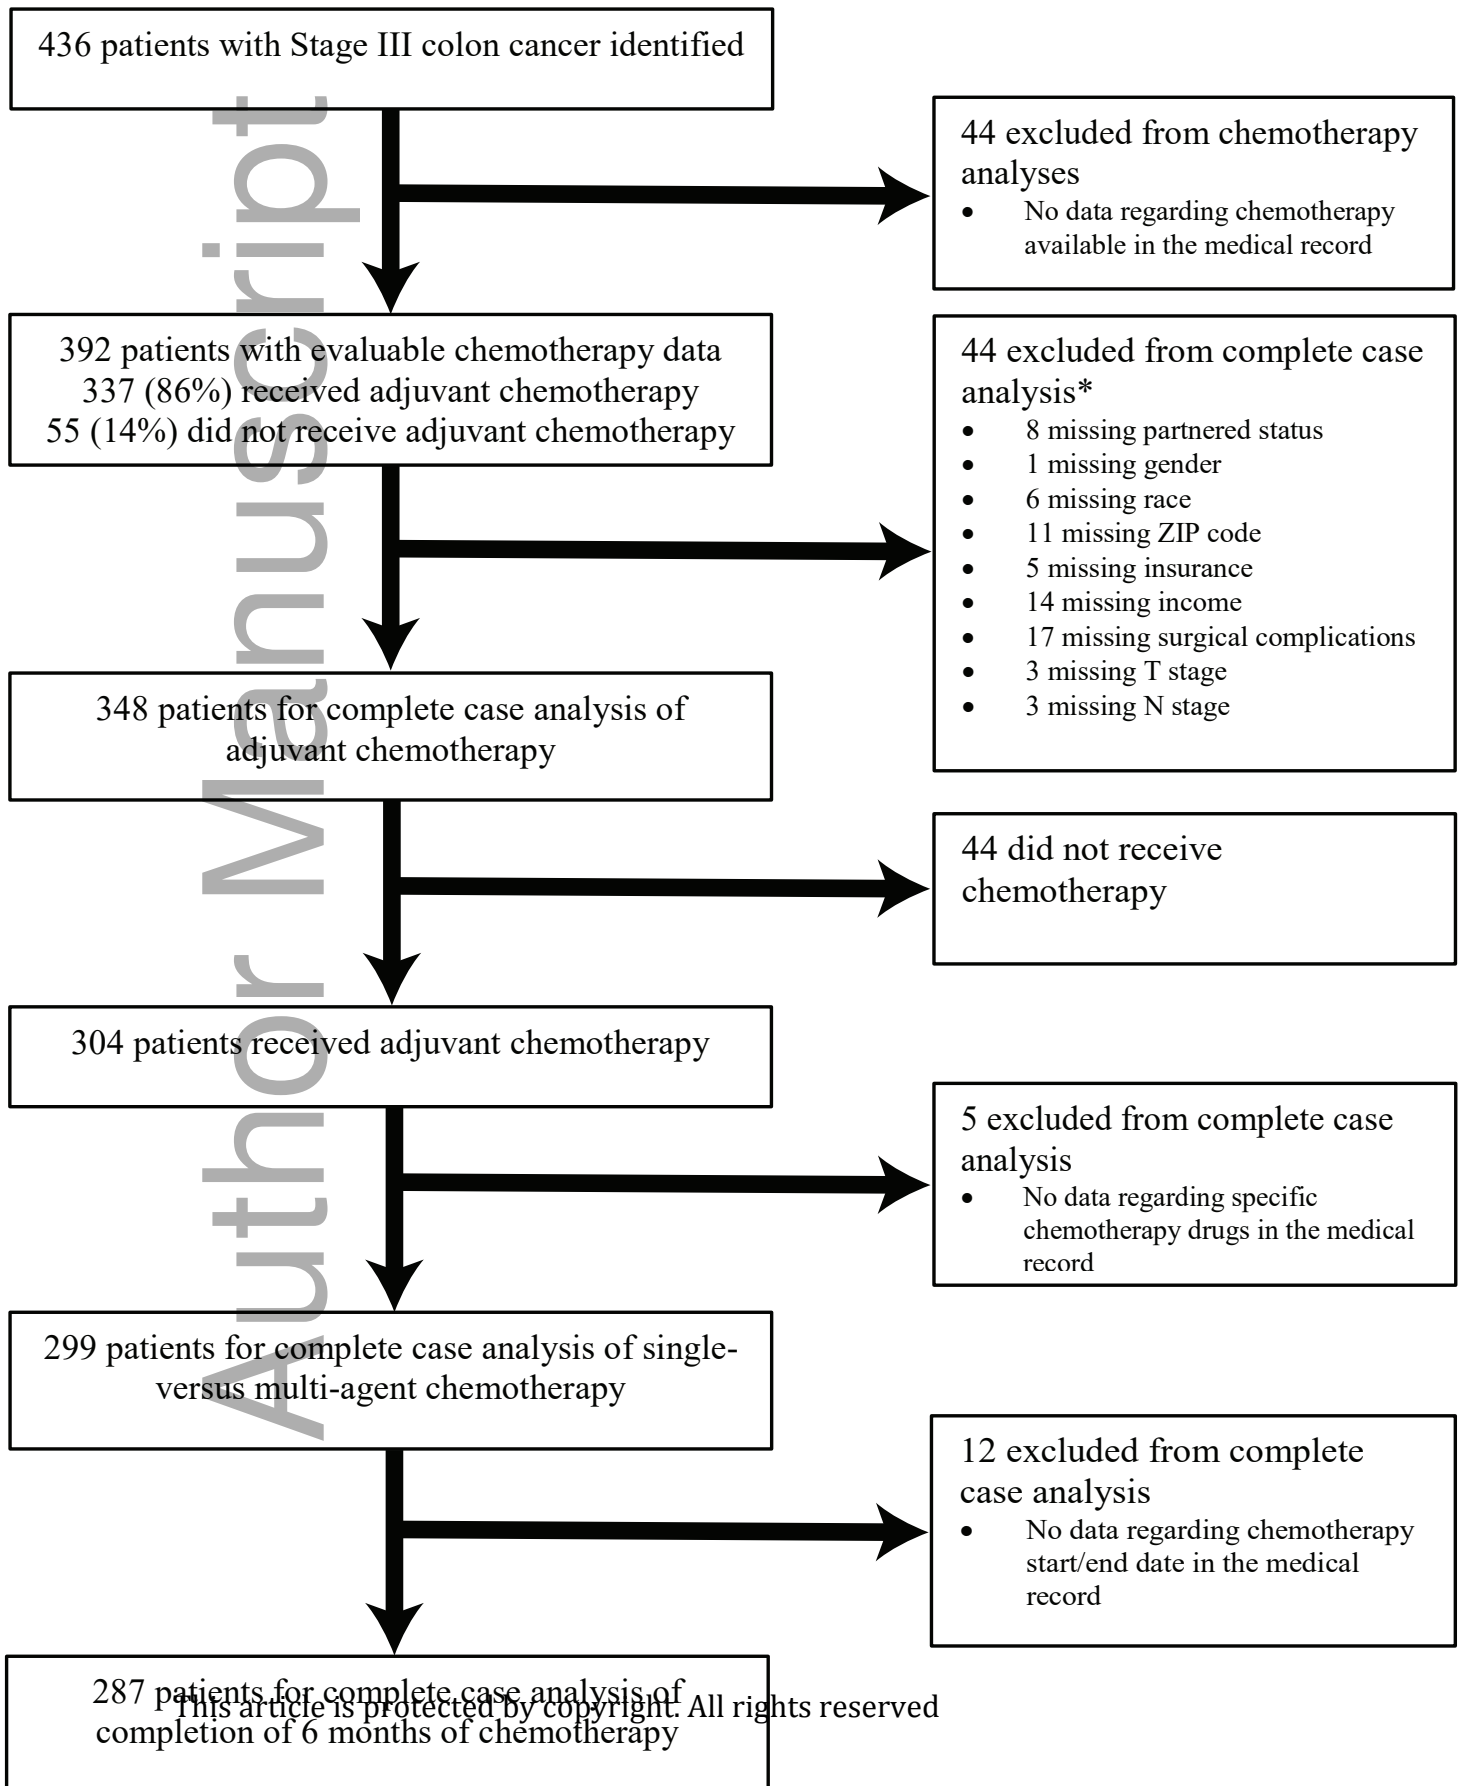 436 patients with Stage III colon cancer identified
44 excluded from chemotherapy
analyses
• No data regarding chemotherapy
available in the medical record
392 patients with evaluable chemotherapy data
337 (86%) received adjuvant chemotherapy
55 (14%) did not receive adjuvant chemotherapy
44 excluded from complete case
analysis*
• 8 missing partnered status
• 1 missing gender
• 6 missing race
• 11 missing ZIP code
• 5 missing insurance
• 14 missing income
• 17 missing surgical complications
• 3 missing T stage
• 3 missing N stage
348 patients for complete case analysis of
adjuvant chemotherapy
44 did not receive
chemotherapy
304 patients received adjuvant chemotherapy
5 excluded from complete case
analysis
• No data regarding specific
chemotherapy drugs in the medical
record
299 patients for complete case analysis of single-
versus multi-agent chemotherapy
12 excluded from complete
case analysis
• No data regarding chemotherapy
start/end date in the medical
record
287 patients for complete case analysis of
completion of 6 months of chemotherapy
This article is protected by copyright. All rights reserved
Author Manuscript